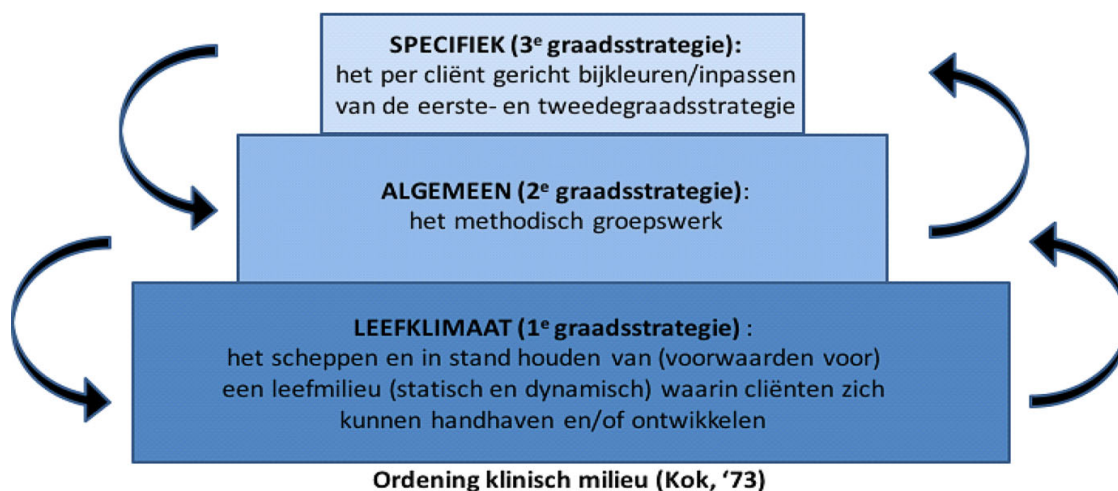 SPECIFIEK (3e graadsstrategie):
het per cliënt gericht bijkleuren/inpassen
van de eerste- en tweedegraadsstrategie
ALGEMEEN (2e graadsstrategie):
het methodisch groepswerk
LEEFKLIMAAT (1e graadsstrategie) :
het scheppen en in stand houden van (voorwaarden voor)
een leefmilieu (statisch en dynamisch) waarin cliënten zich
kunnen handhaven en/of ontwikkelen
Ordening klinisch milieu (Kok, ‘73)